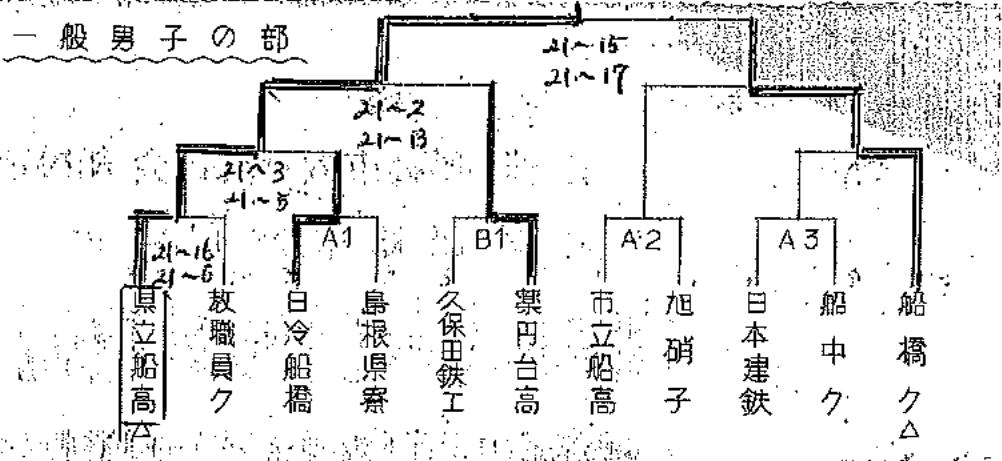 一般男子の部
21〜15
21〜17
21〜2
21〜13
21〜3
21〜5
A1
B1
A2
A3
21〜16
21〜6
県立船高△
教職員ク
日冷船橋
島根県寮
久保田鉄工
薬円台高
市立船高
旭硝子
日本建鉄
船中ク
船橋ク△